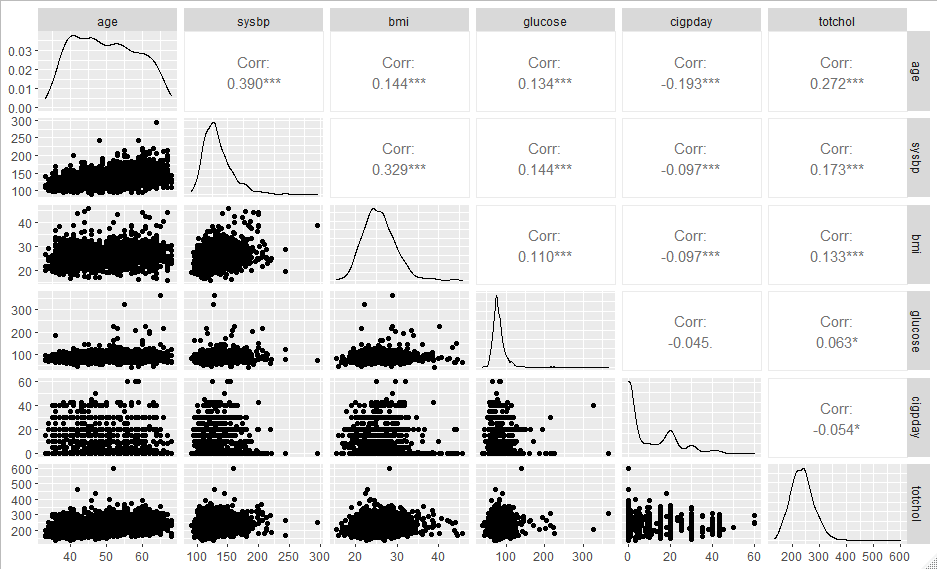 age sysbp bmi glucose cigpday totchol
0.03
0.02
0.01
0.00
Corr: Corr: Corr: Corr: Corr:
0.390*** 0.144*** 0.134*** -0.193*** 0.272***
age
300
250
200
150
100
Corr: Corr: Corr: Corr:
0.329*** 0.144*** -0.097*** 0.173***
sysbp
40
30
20
Corr: Corr: Corr:
0.110*** -0.097*** 0.133***
bmi
300
200
100
Corr: Corr:
-0.045. 0.063*
glucose
60
40
20
0
Corr:
-0.054*
cigpday
600
500
400
300
200
totchol
40 50 60 100 150 200 250 300 20 30 40 100 200 300 0 20 40 60 200 300 400 500 600